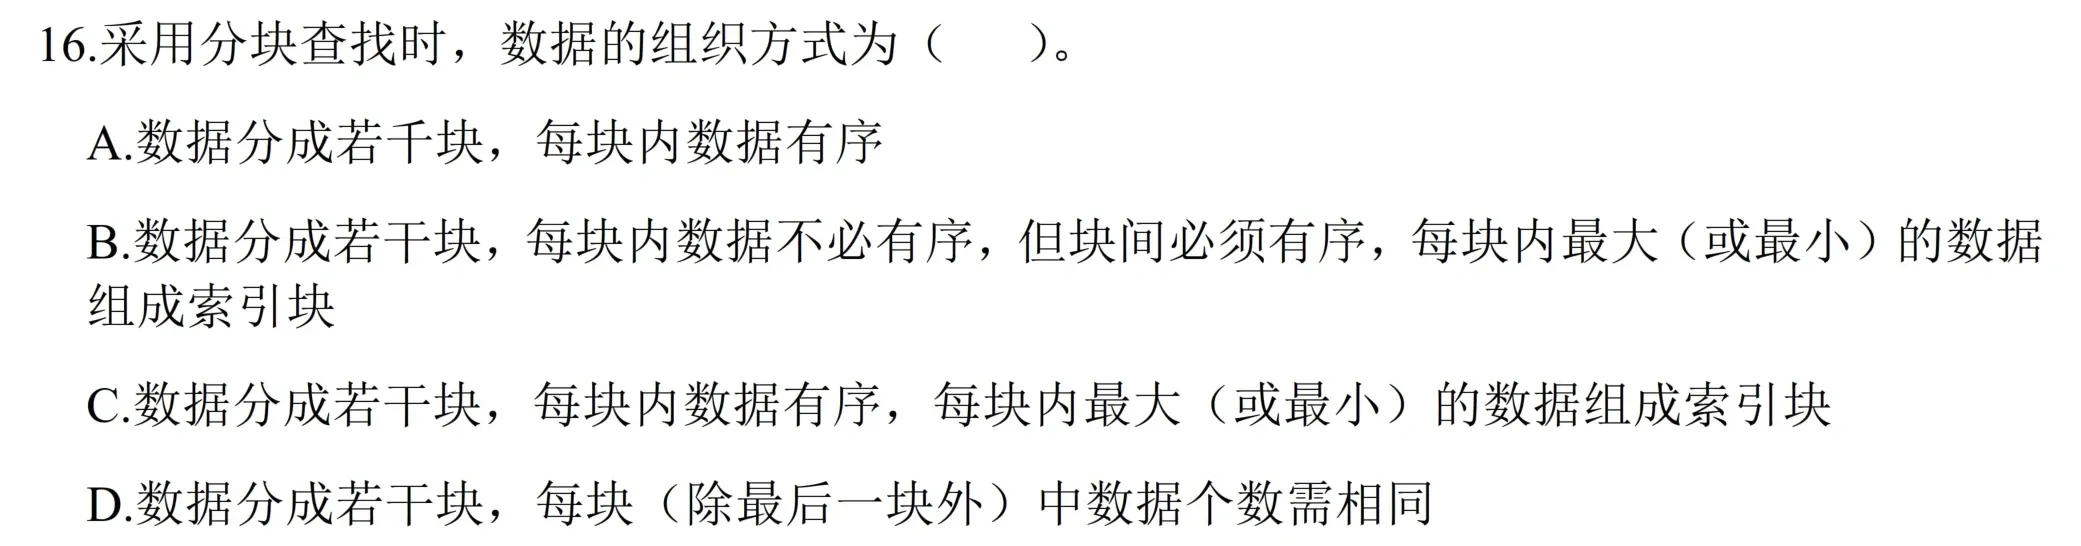 16.采用分块查找时，数据的组织方式为（　　）。
A.数据分成若千块，每块内数据有序
B.数据分成若干块，每块内数据不必有序，但块间必须有序，每块内最大（或最小）的数据
组成索引块
C.数据分成若干块，每块内数据有序，每块内最大（或最小）的数据组成索引块
D.数据分成若干块，每块（除最后一块外）中数据个数需相同